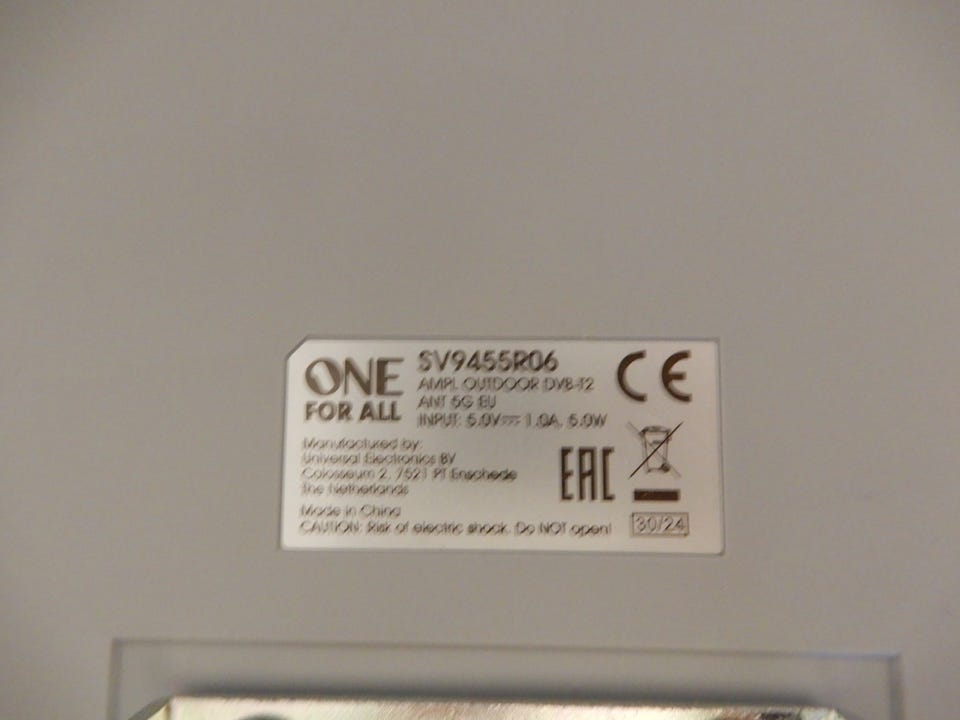 ONE
FOR ALL
SV9455R06
AMPL OUTDOOR DVB-T2
ANT 5G EU
INPUT: 5.0V⎓ 1.0A, 5.0W
CE
Manufactured by:
Universal Electronics BV
Colosseum 2, 7521 PT Enschede
The Netherlands
EAC
Made in China
CAUTION: Risk of electric shock. Do NOT open!
30/24